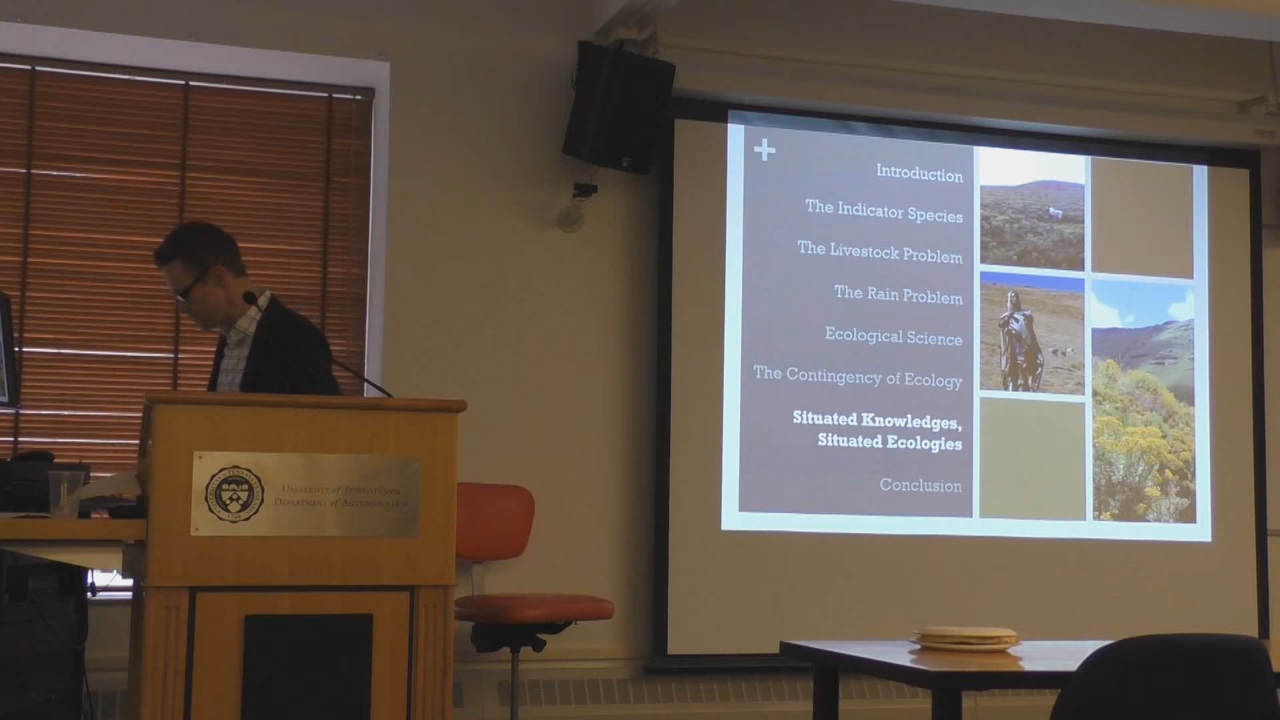 UNIVERSITY of PENNSYLVANIA
DEPARTMENT of ANTHROPOLOGY
+
Introduction
The Indicator Species
The Livestock Problem
The Rain Problem
Ecological Science
The Contingency of Ecology
Situated Knowledges,
Situated Ecologies
Conclusion